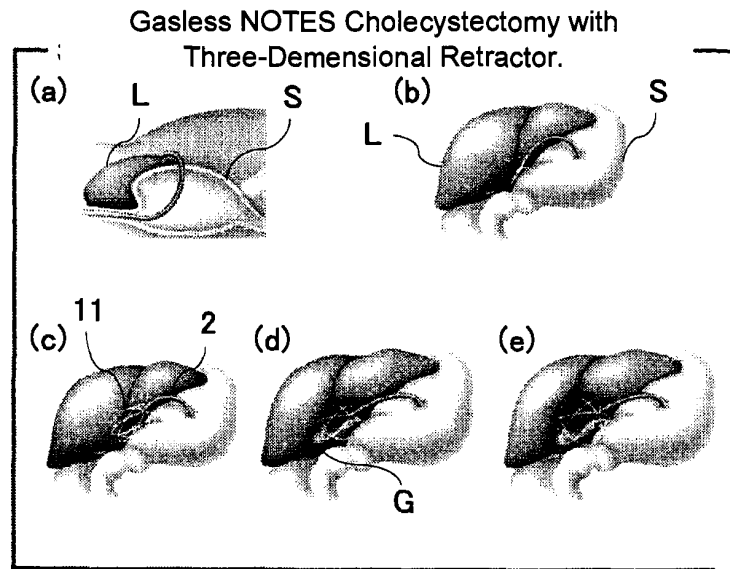 Gasless NOTES Cholecystectomy with
Three-Demensional Retractor.
(a) L S
(b) L S
(c) 11 2
(d) G
(e)